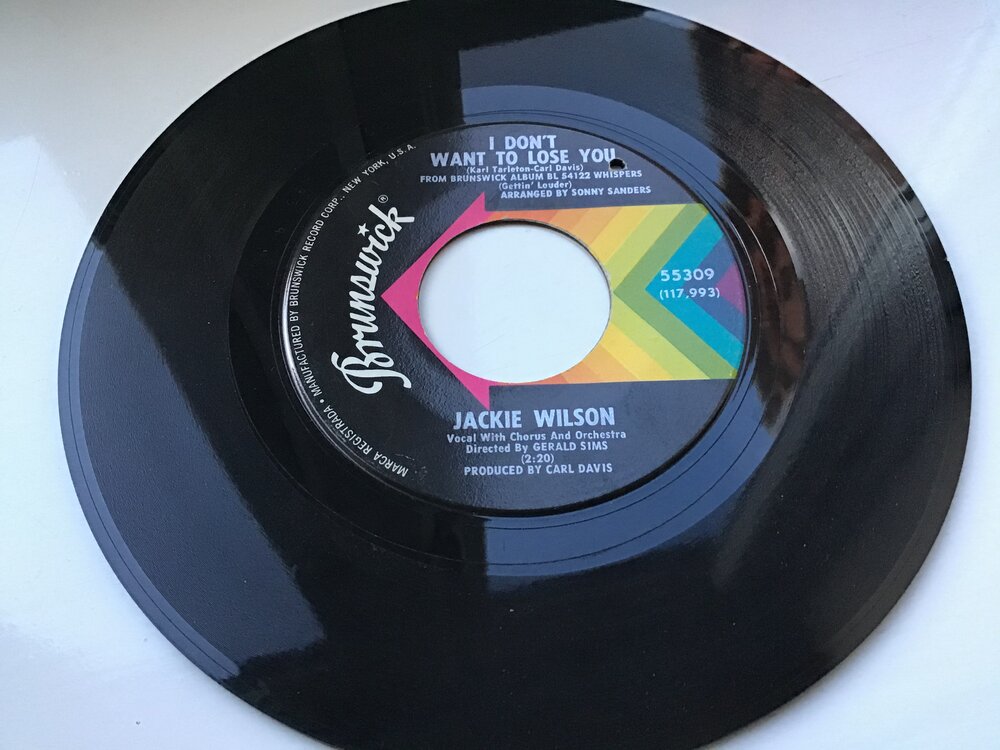 I DON'T
WANT TO LOSE YOU
(Karl Tarleton-Carl Davis)
FROM BRUNSWICK ALBUM BL 54122 WHISPERS
(Gettin' Louder)
ARRANGED BY SONNY SANDERS
Brunswick®
MARCA REGISTRADA • MANUFACTURED BY BRUNSWICK RECORD CORP., NEW YORK, U.S.A.
55309
(117,993)
JACKIE WILSON
Vocal With Chorus And Orchestra
Directed By GERALD SIMS
(2:20)
PRODUCED BY CARL DAVIS